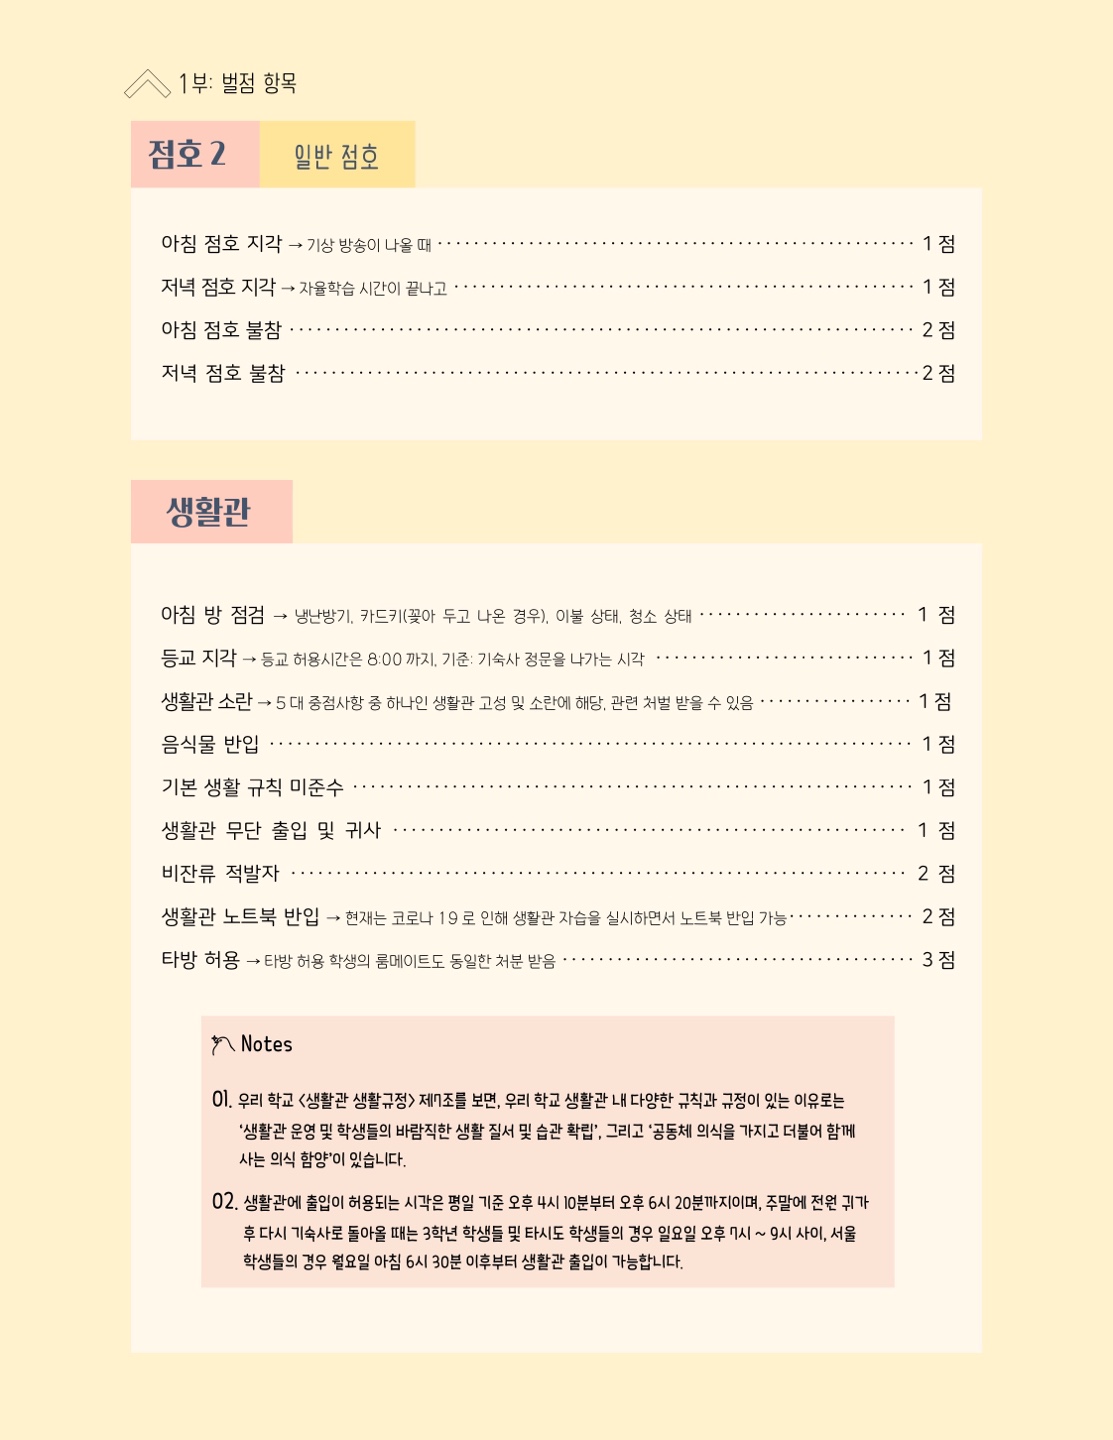 1부: 벌점 항목
점호 2 일반 점호
아침 점호 지각 → 기상 방송이 나올 때 ···················································· 1 점
저녁 점호 지각 → 자율학습 시간이 끝나고 ·················································· 1 점
아침 점호 불참 ···································································· 2 점
저녁 점호 불참 ···································································· 2 점
생활관
아침 방 점검 → 냉난방기, 카드키(꽂아 두고 나온 경우), 이불 상태, 청소 상태 ······················· 1 점
등교 지각 → 등교 허용시간은 8:00 까지, 기준: 기숙사 정문을 나가는 시각 ···························· 1 점
생활관 소란 → 5 대 중점사항 중 하나인 생활관 고성 및 소란에 해당, 관련 처벌 받을 수 있음 ················· 1 점
음식물 반입 ······································································ 1 점
기본 생활 규칙 미준수 ······························································ 1 점
생활관 무단 출입 및 귀사 ························································· 1 점
비잔류 적발자 ···································································· 2 점
생활관 노트북 반입 → 현재는 코로나 19 로 인해 생활관 자습을 실시하면서 노트북 반입 가능·············· 2 점
타방 허용 → 타방 허용 학생의 룸메이트도 동일한 처분 받음 ······································· 3 점
Notes
01. 우리 학교 <생활관 생활규정> 제7조를 보면, 우리 학교 생활관 내 다양한 규칙과 규정이 있는 이유로는
‘생활관 운영 및 학생들의 바람직한 생활 질서 및 습관 확립’, 그리고 ‘공동체 의식을 가지고 더불어 함께
사는 의식 함양’이 있습니다.
02. 생활관에 출입이 허용되는 시각은 평일 기준 오후 4시 10분부터 오후 6시 20분까지이며, 주말에 전원 귀가
후 다시 기숙사로 돌아올 때는 3학년 학생들 및 타시도 학생들의 경우 일요일 오후 7시 ~ 9시 사이, 서울
학생들의 경우 월요일 아침 6시 30분 이후부터 생활관 출입이 가능합니다.